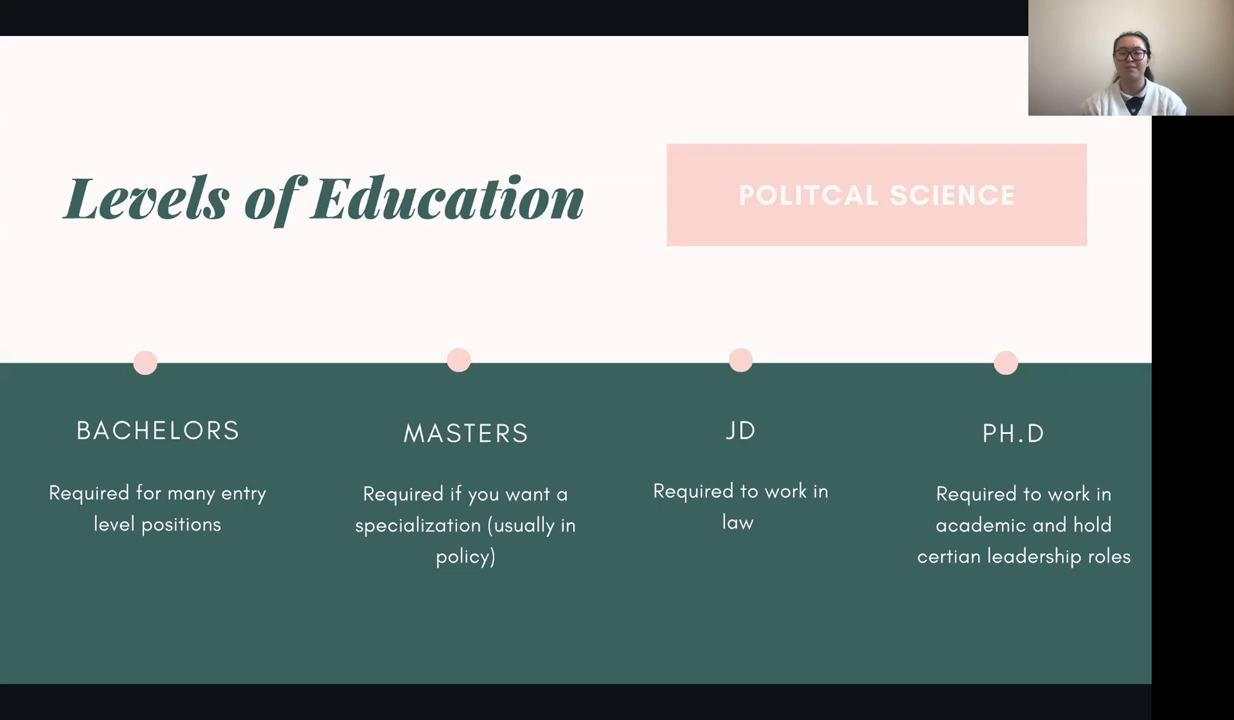 Levels of Education
POLITCAL SCIENCE
BACHELORS
Required for many entry
level positions
MASTERS
Required if you want a
specialization (usually in
policy)
JD
Required to work in
law
PH.D
Required to work in
academic and hold
certian leadership roles